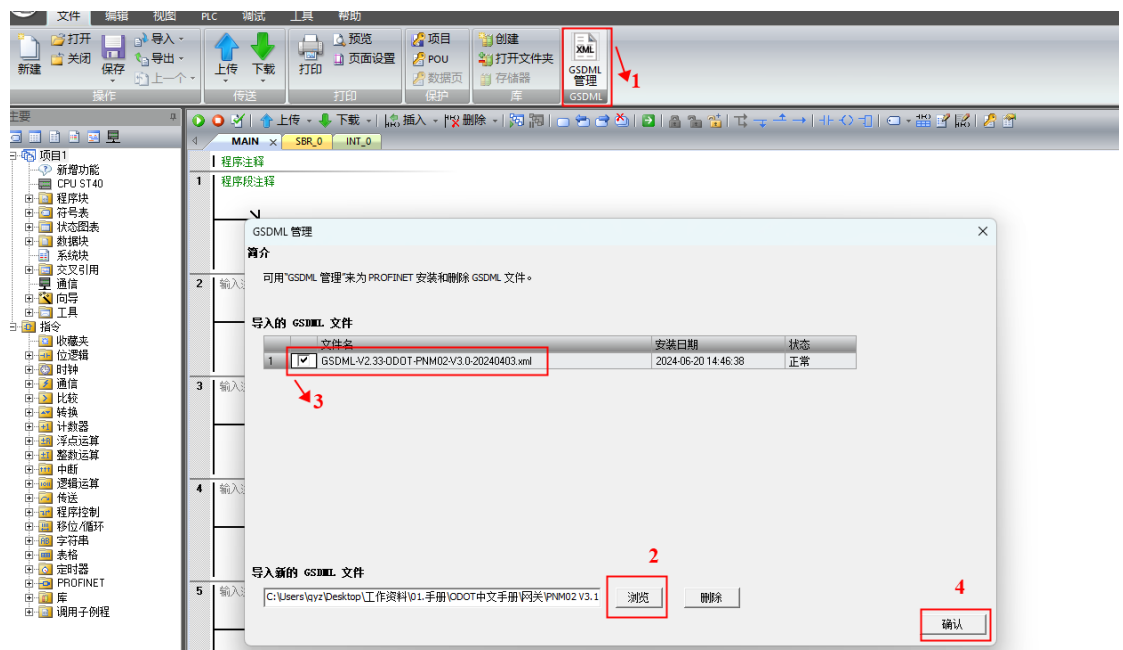 文件 编辑 视图 PLC 调试 工具 帮助
新建 打开 关闭 保存 导入 导出 上一个
上传 下载 打印 预览 页面设置
项目 POU 数据页 创建 打开文件夹 存储器
XML GSDML 管理 1
操作 传送 打印 保护 库 GSDML
主要
上传 下载 插入 删除
MAIN SBR_0 INT_0
项目1
新增功能
CPU ST40
程序块
符号表
状态图表
数据块
系统块
交叉引用
通信
向导
工具
指令
收藏夹
位逻辑
时钟
通信
比较
转换
计数器
浮点运算
整数运算
中断
逻辑运算
传送
程序控制
移位/循环
字符串
表格
定时器
PROFINET
库
调用子例程
程序注释
1 程序段注释
2 输入
3 输入
4 输入
5 输入
GSDML 管理
简介
可用"GSDML 管理"来为 PROFINET 安装和删除 GSDML 文件。
导入的 GSDML 文件
文件名 安装日期 状态
1 GSDML-V2.33-ODOT-PNM02-V3.0-20240403.xml 2024-06-20 14:46:38 正常
3
导入新的 GSDML 文件
2
C:\Users\qyz\Desktop\工作资料\01.手册\ODOT中文手册\网关\PNM02 V3.1 浏览 删除
4
确认